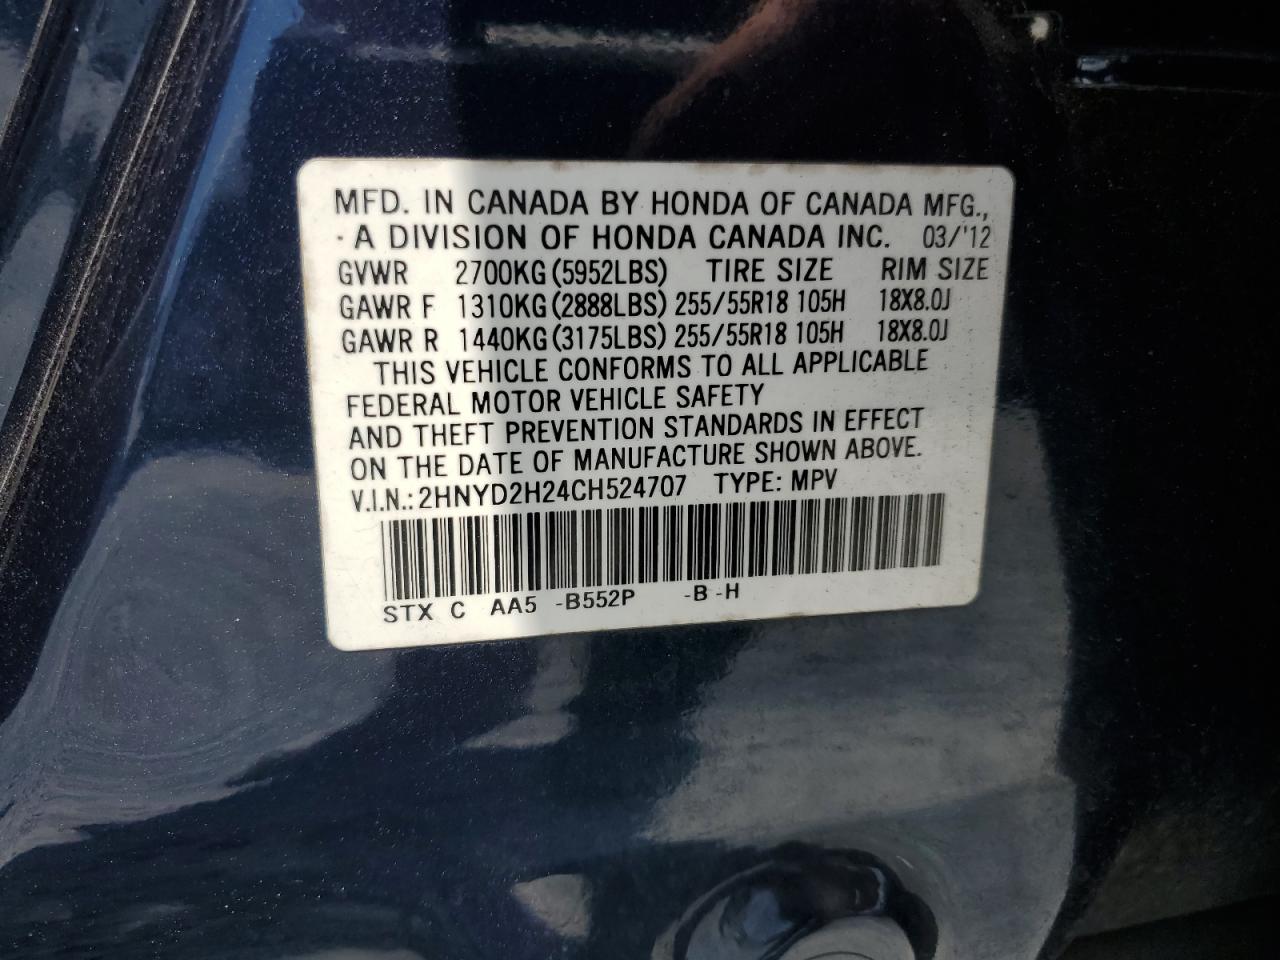 MFD. IN CANADA BY HONDA OF CANADA MFG.,
·A DIVISION OF HONDA CANADA INC. 03/'12
GVWR 2700KG(5952LBS) TIRE SIZE RIM SIZE
GAWR F 1310KG(2888LBS) 255/55R18 105H 18X8.0J
GAWR R 1440KG(3175LBS) 255/55R18 105H 18X8.0J
THIS VEHICLE CONFORMS TO ALL APPLICABLE
FEDERAL MOTOR VEHICLE SAFETY
AND THEFT PREVENTION STANDARDS IN EFFECT
ON THE DATE OF MANUFACTURE SHOWN ABOVE.
V.I.N.: 2HNYD2H24CH524707 TYPE: MPV
STX C AA5 -B552P -B -H